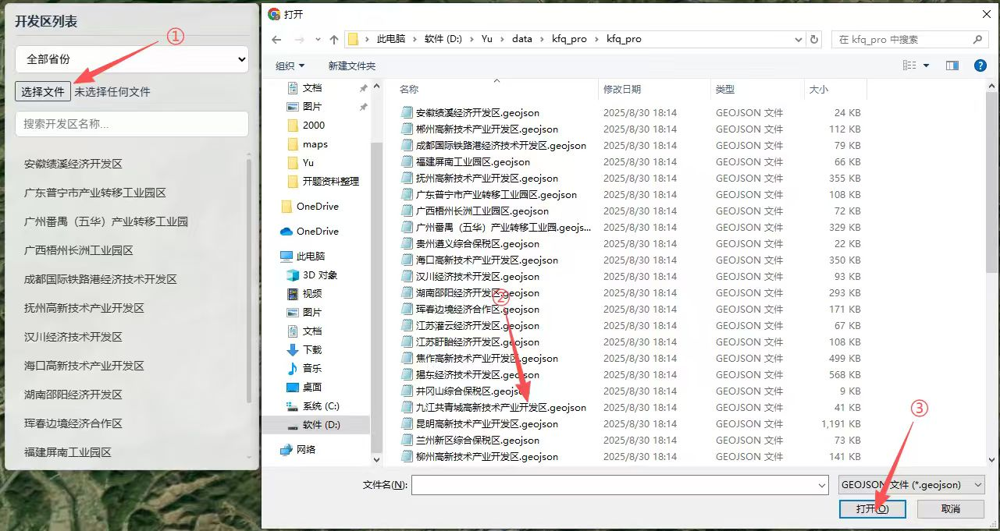 开发区列表
①
全部省份
选择文件 未选择任何文件
搜索开发区名称...
安徽绩溪经济开发区
广东普宁市产业转移工业园区
广州番禺（五华）产业转移工业园
广西梧州长洲工业园区
成都国际铁路港经济技术开发区
抚州高新技术产业开发区
汉川经济技术开发区
海口高新技术产业开发区
湖南邵阳经济开发区
珲春边境经济合作区
福建屏南工业园区
打开
此电脑 › 软件 (D:) › Yu › data › kfq_pro › kfq_pro
在 kfq_pro 中搜索
组织 新建文件夹
文档
图片
2000
maps
Yu
开题资料整理
OneDrive
OneDrive
此电脑
3D 对象
视频
图片
文档
下载
音乐
桌面
系统 (C:)
软件 (D:)
网络
名称 修改日期 类型 大小
安徽绩溪经济开发区.geojson 2025/8/30 18:14 GEOJSON 文件 24 KB
郴州高新技术产业开发区.geojson 2025/8/30 18:14 GEOJSON 文件 112 KB
成都国际铁路港经济技术开发区.geojson 2025/8/30 18:14 GEOJSON 文件 79 KB
福建屏南工业园区.geojson 2025/8/30 18:14 GEOJSON 文件 66 KB
抚州高新技术产业开发区.geojson 2025/8/30 18:14 GEOJSON 文件 355 KB
广东普宁市产业转移工业园区.geojson 2025/8/30 18:14 GEOJSON 文件 108 KB
广西梧州长洲工业园区.geojson 2025/8/30 18:14 GEOJSON 文件 72 KB
广州番禺（五华）产业转移工业园.geojs... 2025/8/30 18:14 GEOJSON 文件 329 KB
贵州遵义综合保税区.geojson 2025/8/30 18:14 GEOJSON 文件 22 KB
海口高新技术产业开发区.geojson 2025/8/30 18:14 GEOJSON 文件 350 KB
汉川经济技术开发区.geojson 2025/8/30 18:14 GEOJSON 文件 93 KB
湖南邵阳经济开发区.geojson 2025/8/30 18:14 GEOJSON 文件 293 KB
②
珲春边境经济合作区.geojson 2025/8/30 18:14 GEOJSON 文件 171 KB
江苏灌云经济开发区.geojson 2025/8/30 18:14 GEOJSON 文件 67 KB
江苏盱眙经济开发区.geojson 2025/8/30 18:14 GEOJSON 文件 108 KB
焦作高新技术产业开发区.geojson 2025/8/30 18:14 GEOJSON 文件 499 KB
揭东经济技术开发区.geojson 2025/8/30 18:14 GEOJSON 文件 568 KB
井冈山综合保税区.geojson 2025/8/30 18:14 GEOJSON 文件 9 KB
九江共青城高新技术产业开发区.geojson 2025/8/30 18:14 GEOJSON 文件 41 KB
昆明高新技术产业开发区.geojson 2025/8/30 18:14 GEOJSON 文件 1,191 KB
兰州新区综合保税区.geojson 2025/8/30 18:14 GEOJSON 文件 73 KB
柳州高新技术产业开发区.geojson 2025/8/30 18:14 GEOJSON 文件 141 KB
③
文件名(N): GEOJSON 文件 (*.geojson)
打开(O) 取消